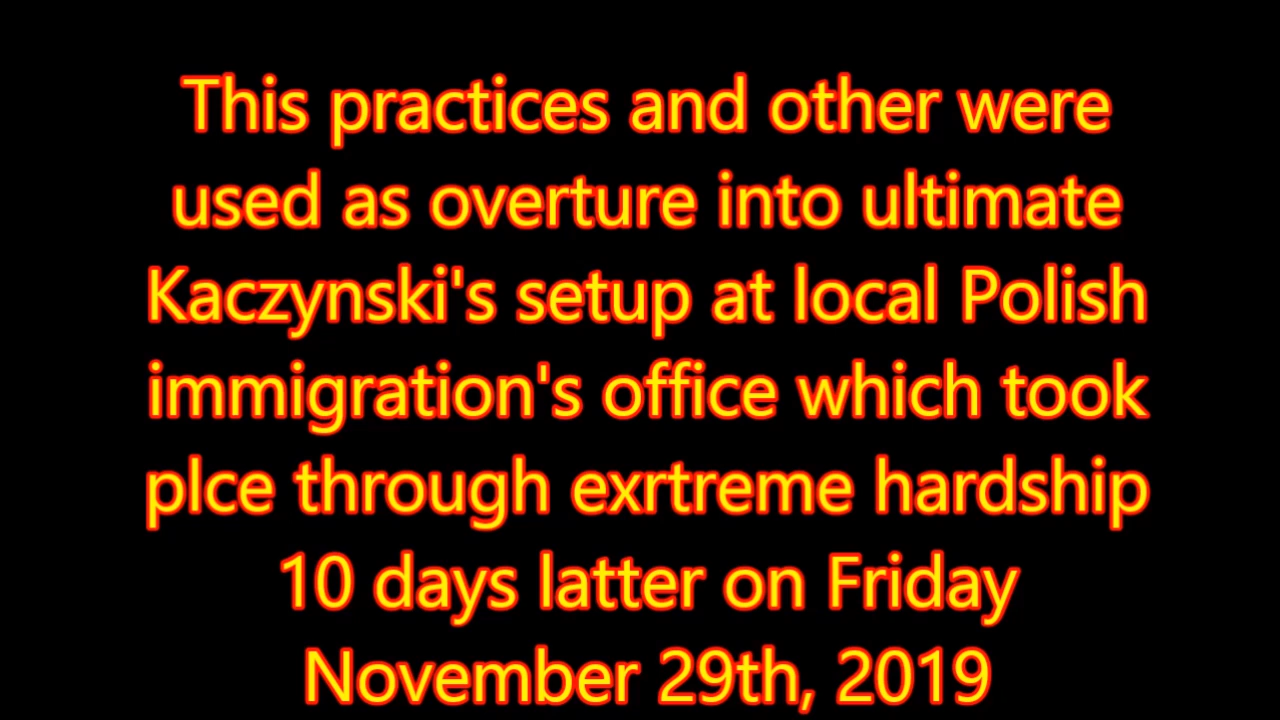 This practices and other were
used as overture into ultimate
Kaczynski's setup at local Polish
immigration's office which took
plce through exrtreme hardship
10 days latter on Friday
November 29th, 2019